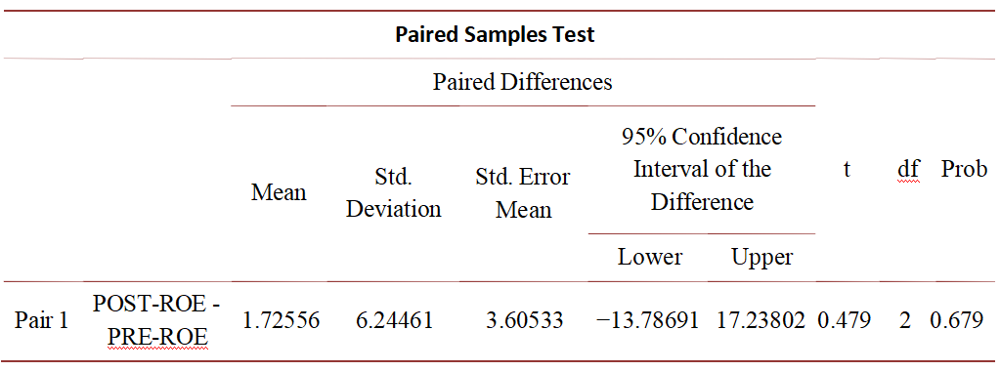 Paired Samples Test
Paired Differences
95% Confidence
Interval of the
Difference
t
df
Prob
Mean
Std.
Deviation
Std. Error
Mean
Lower
Upper
Pair 1
POST-ROE -
PRE-ROE
1.72556
6.24461
3.60533
−13.78691
17.23802
0.479
2
0.679